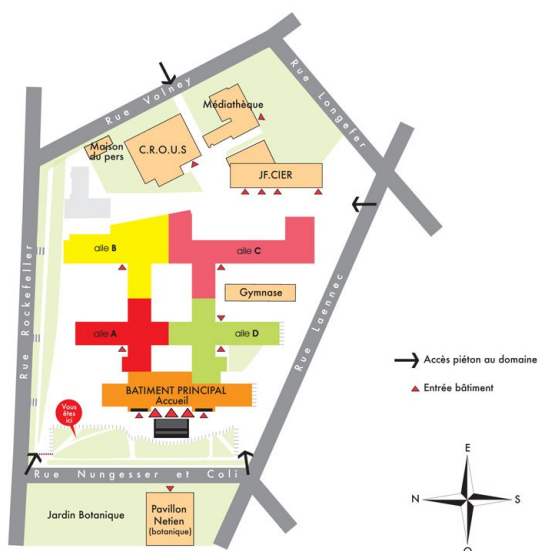 Rue Volney
Rue Longefer
Médiathèque
Maison
du pers
C.R.O.U.S
JF.CIER
aile B
aile C
Gymnase
Rue Rockefeller
Rue Laennec
aile A
aile D
Accès piéton au domaine
Entrée bâtiment
BATIMENT PRINCIPAL
Accueil
Vous
êtes
ici
Rue Nungesser et Coli
Jardin Botanique
Pavillon
Netien
(botanique)
E
N
S
O